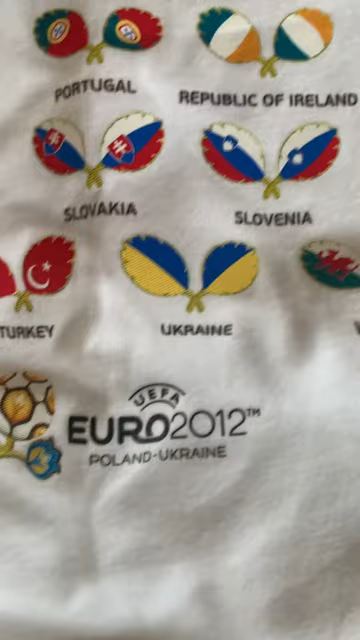 PORTUGAL
REPUBLIC OF IRELAND
SLOVAKIA
SLOVENIA
TURKEY
UKRAINE
UEFA
EURO2012™
POLAND-UKRAINE